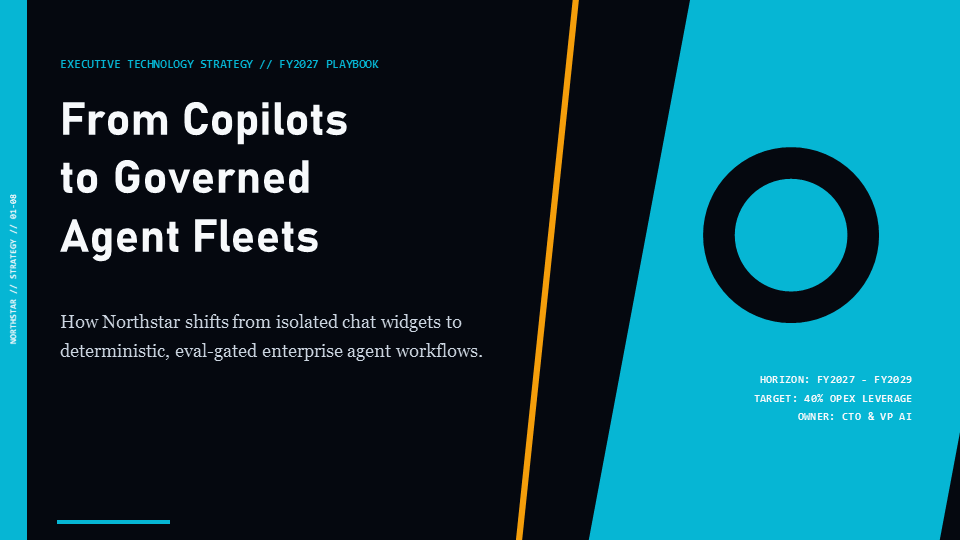 EXECUTIVE TECHNOLOGY STRATEGY // FY2027 PLAYBOOK
From Copilots
to Governed
Agent Fleets
How Northstar shifts from isolated chat widgets to
deterministic, eval-gated enterprise agent workflows.
NORTHSTAR // STRATEGY // 01-08
HORIZON: FY2027 - FY2029
TARGET: 40% OPEX LEVERAGE
OWNER: CTO & VP AI